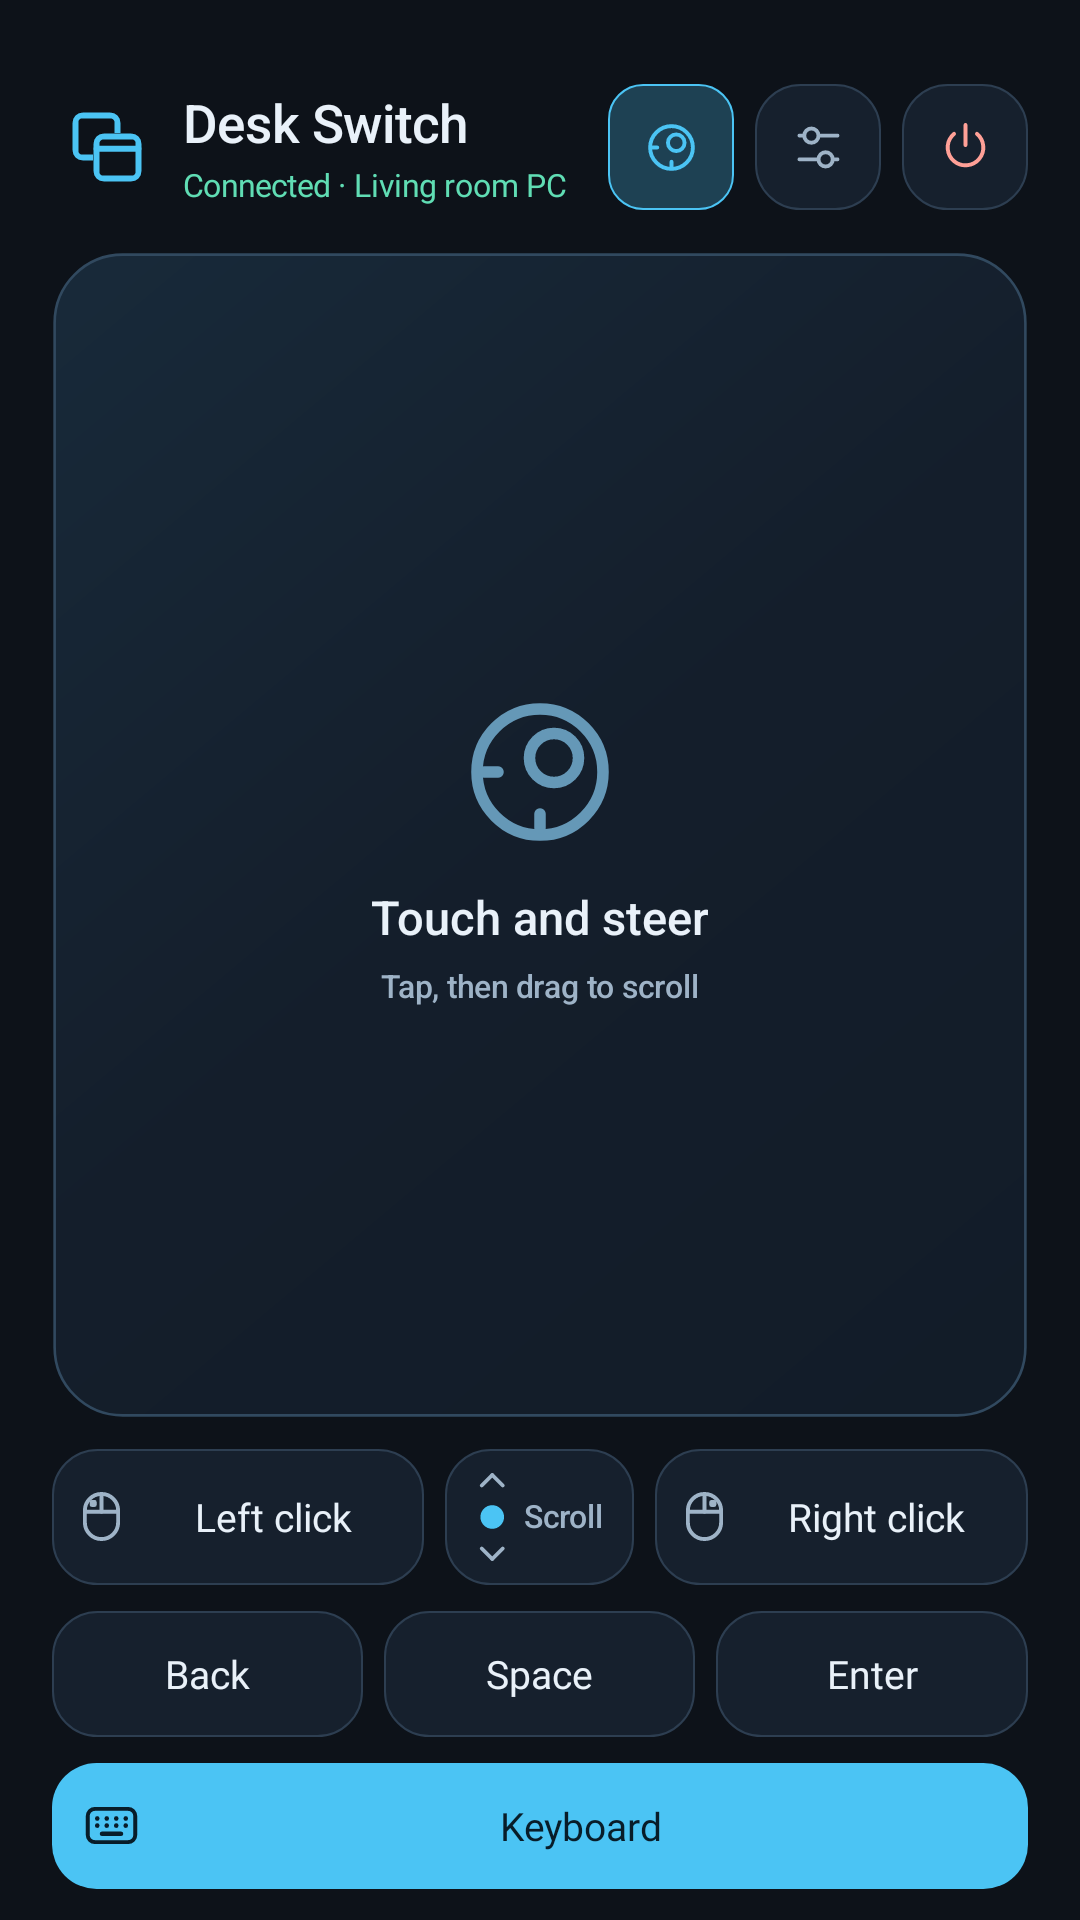 Desk Switch
Connected · Living room PC
Touch and steer
Tap, then drag to scroll
Left click
Scroll
Right click
Back
Space
Enter
Keyboard